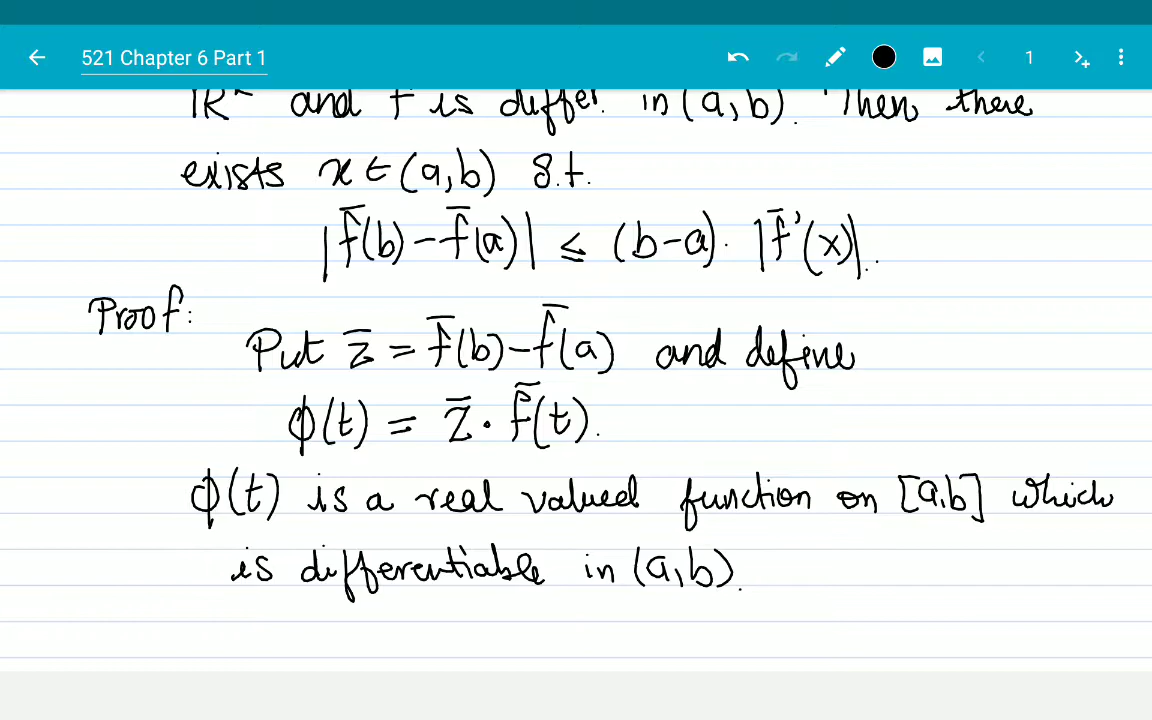 521 Chapter 6 Part 1
1
and f is differ. in (a,b). Then there
exists x ∈ (a,b) s.t.
|f̄(b) – f̄(a)| ≤ (b–a)· |f̄'(x)|.
Proof:
Put z̄ = f̄(b) – f̄(a) and define
ϕ(t) = z̄ · f̄(t).
ϕ(t) is a real valued function on [a,b] which
is differentiable in (a,b).